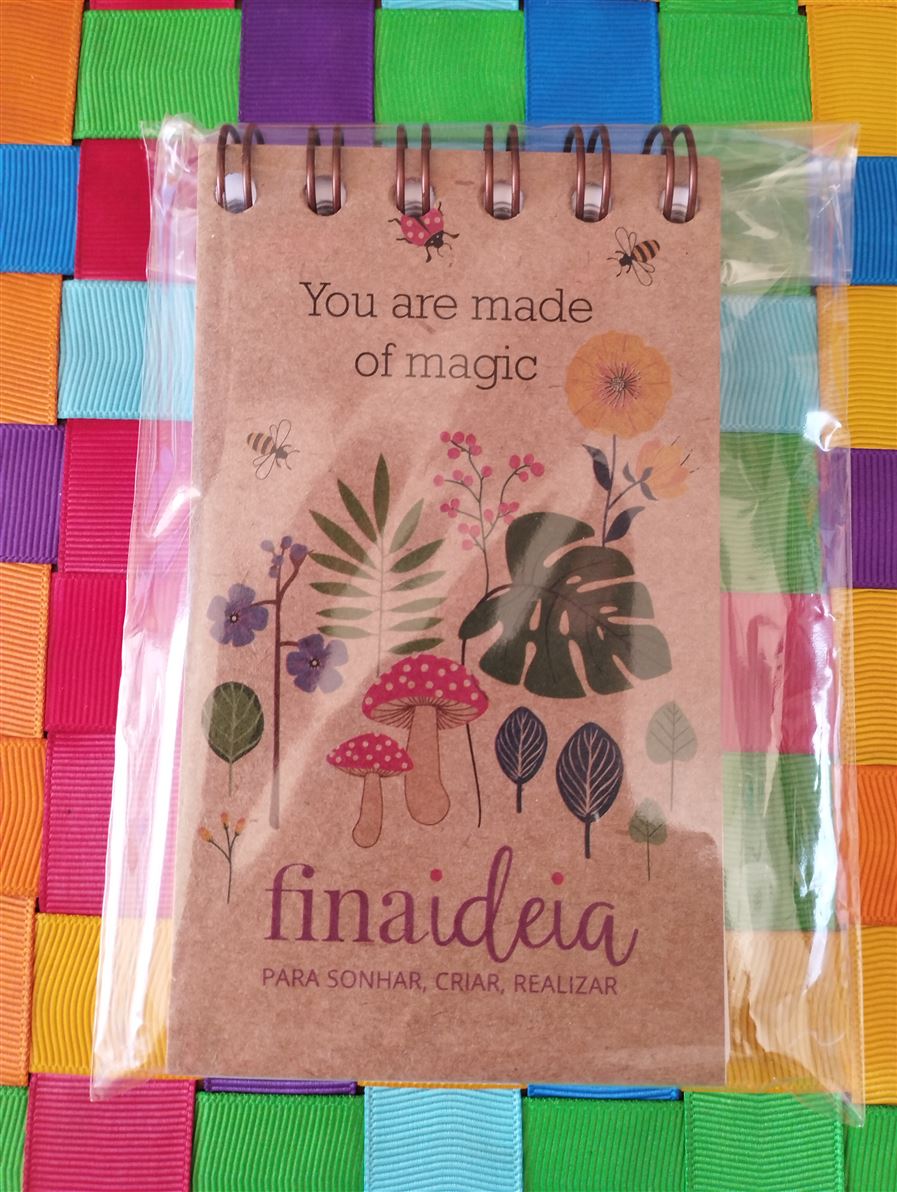 You are made
of magic
finaideia
PARA SONHAR, CRIAR, REALIZAR